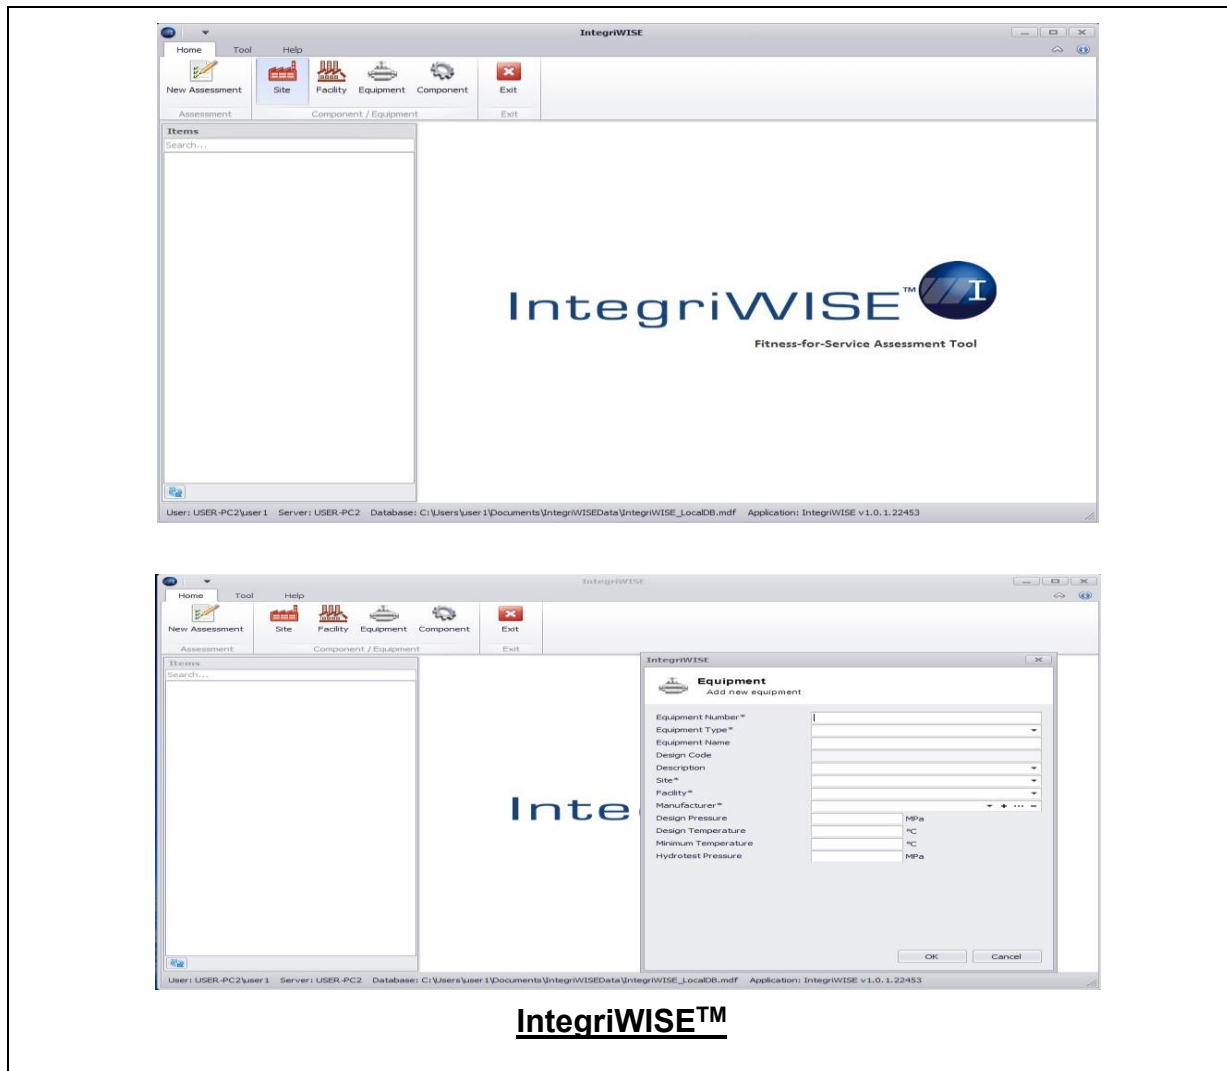 IntegriWISE
Home Tool Help
New Assessment Site Facility Equipment Component Exit
Assessment Component / Equipment Exit
Items
Search...
IntegriWISE™ I
Fitness-for-Service Assessment Tool
User: USER-PC2\user1 Server: USER-PC2 Database: C:\Users\user1\Documents\IntegriWISEData\IntegriWISE_LocalDB.mdf Application: IntegriWISE v1.0.1.22453
IntegriWISE
Home Tool Help
New Assessment Site Facility Equipment Component Exit
Assessment Component / Equipment Exit
Items
Search...
Inte
IntegriWISE
Equipment
Add new equipment
Equipment Number*
Equipment Type*
Equipment Name
Design Code
Description
Site*
Facility*
Manufacturer*
Design Pressure MPa
Design Temperature °C
Minimum Temperature °C
Hydrotest Pressure MPa
OK Cancel
User: USER-PC2\user1 Server: USER-PC2 Database: C:\Users\user1\Documents\IntegriWISEData\IntegriWISE_LocalDB.mdf Application: IntegriWISE v1.0.1.22453
IntegriWISE™